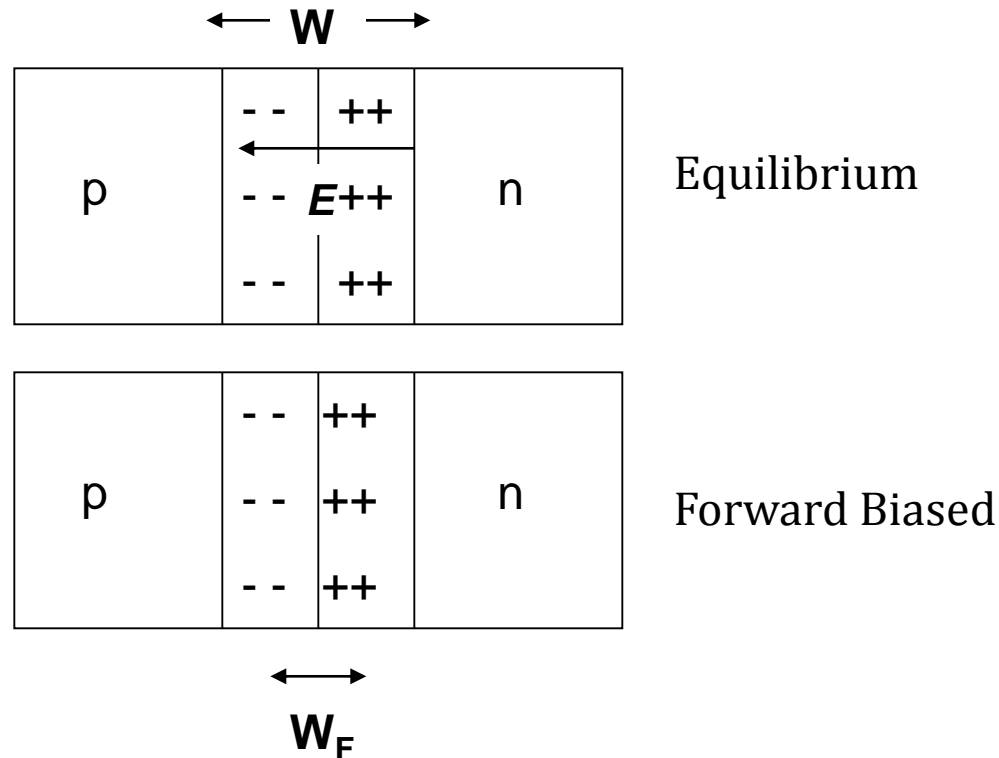 W
- - ++
p - - E++ n Equilibrium
- - ++
- - ++
p - - ++ n Forward Biased
- - ++
W_F